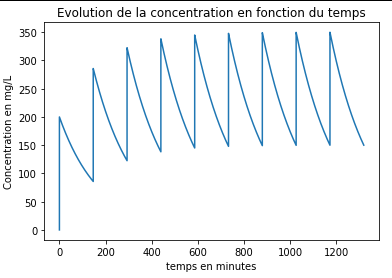 Evolution de la concentration en fonction du temps
Concentration en mg/L
350
300
250
200
150
100
50
0
0 200 400 600 800 1000 1200
temps en minutes